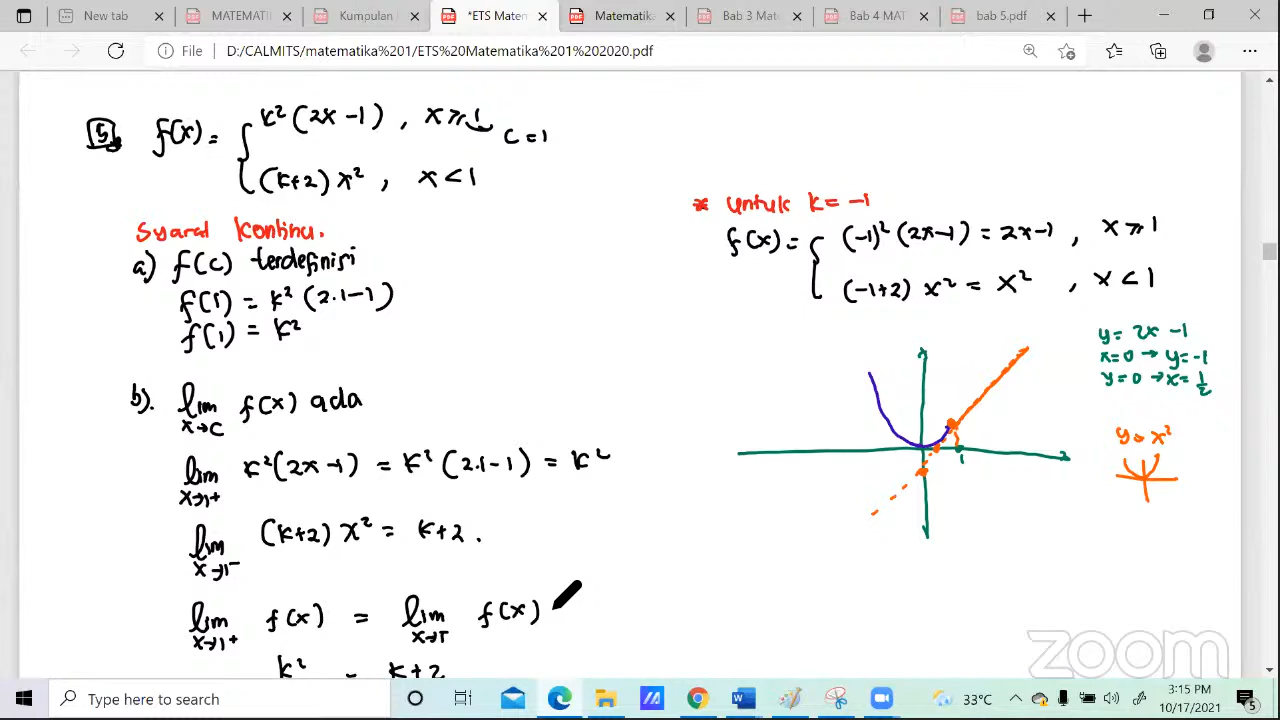 New tab
MATEMATI
Kumpulan
*ETS Matem
Matematik
Bab 3 Mate
Bab 4 MAT
bab 5.pdf
File
D:/CALMITS/matematika%201/ETS%20Matematika%201%202020.pdf
5. f(x) = { k² (2x - 1) , x ≥ 1
c = 1
(k+2) x² , x < 1
Syarat kontinu.
a) f(c) terdefinisi
f(1) = k² (2.1 - 1)
f(1) = k²
b). lim x→c f(x) ada
lim x→1⁺ k² (2x - 1) = k² (2.1 - 1) = k²
lim x→1⁻ (k+2) x² = k+2 .
lim x→1⁺ f(x) = lim x→1⁻ f(x)
k² = k+2
* untuk k = -1
f(x) = { (-1)² (2x-1) = 2x-1 , x ≥ 1
(-1+2) x² = x² , x < 1
y = 2x - 1
x=0 → y=-1
y=0 → x= 1/2
y = x²
1
zoom
Type here to search
33°C
3:15 PM
10/17/2021
5